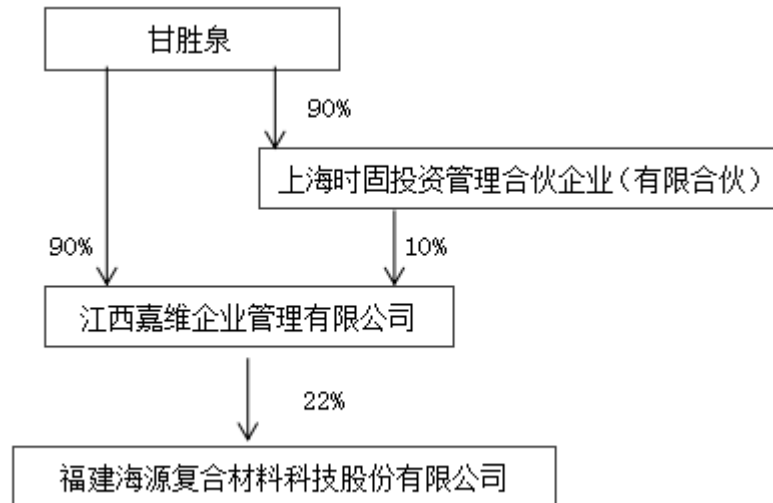 甘胜泉
90%
上海时固投资管理合伙企业（有限合伙）
90%
10%
江西嘉维企业管理有限公司
22%
福建海源复合材料科技股份有限公司